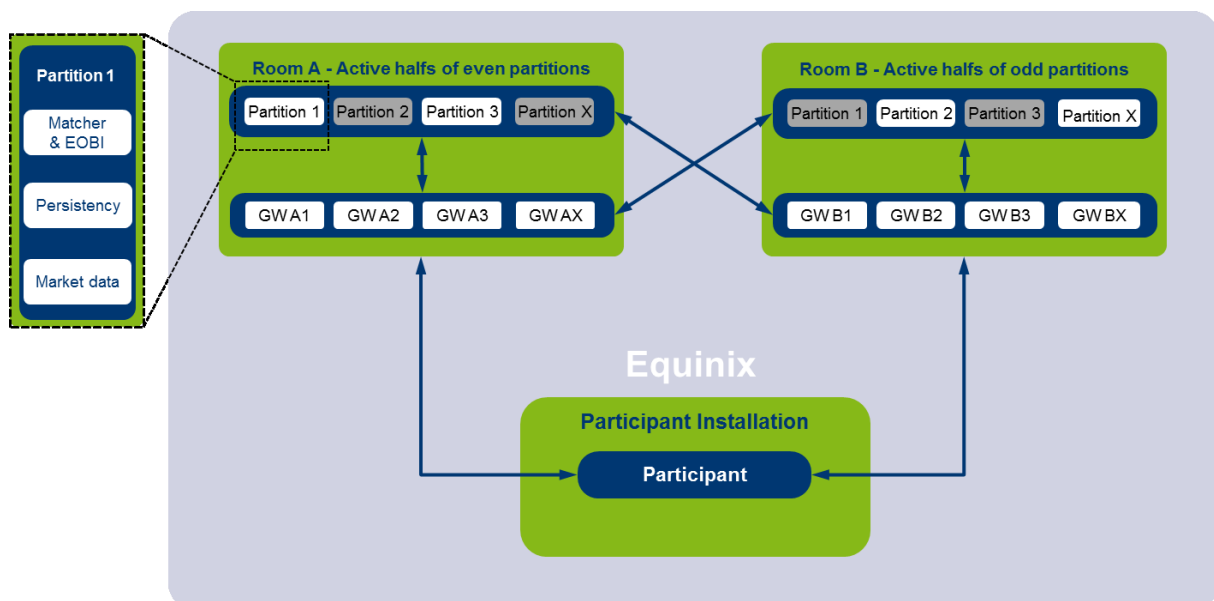 Partition 1
Matcher
& EOBI
Persistency
Market data
Room A - Active halfs of even partitions
Partition 1 Partition 2 Partition 3 Partition X
GW A1 GW A2 GW A3 GW AX
Room B - Active halfs of odd partitions
Partition 1 Partition 2 Partition 3 Partition X
GW B1 GW B2 GW B3 GW BX
Equinix
Participant Installation
Participant